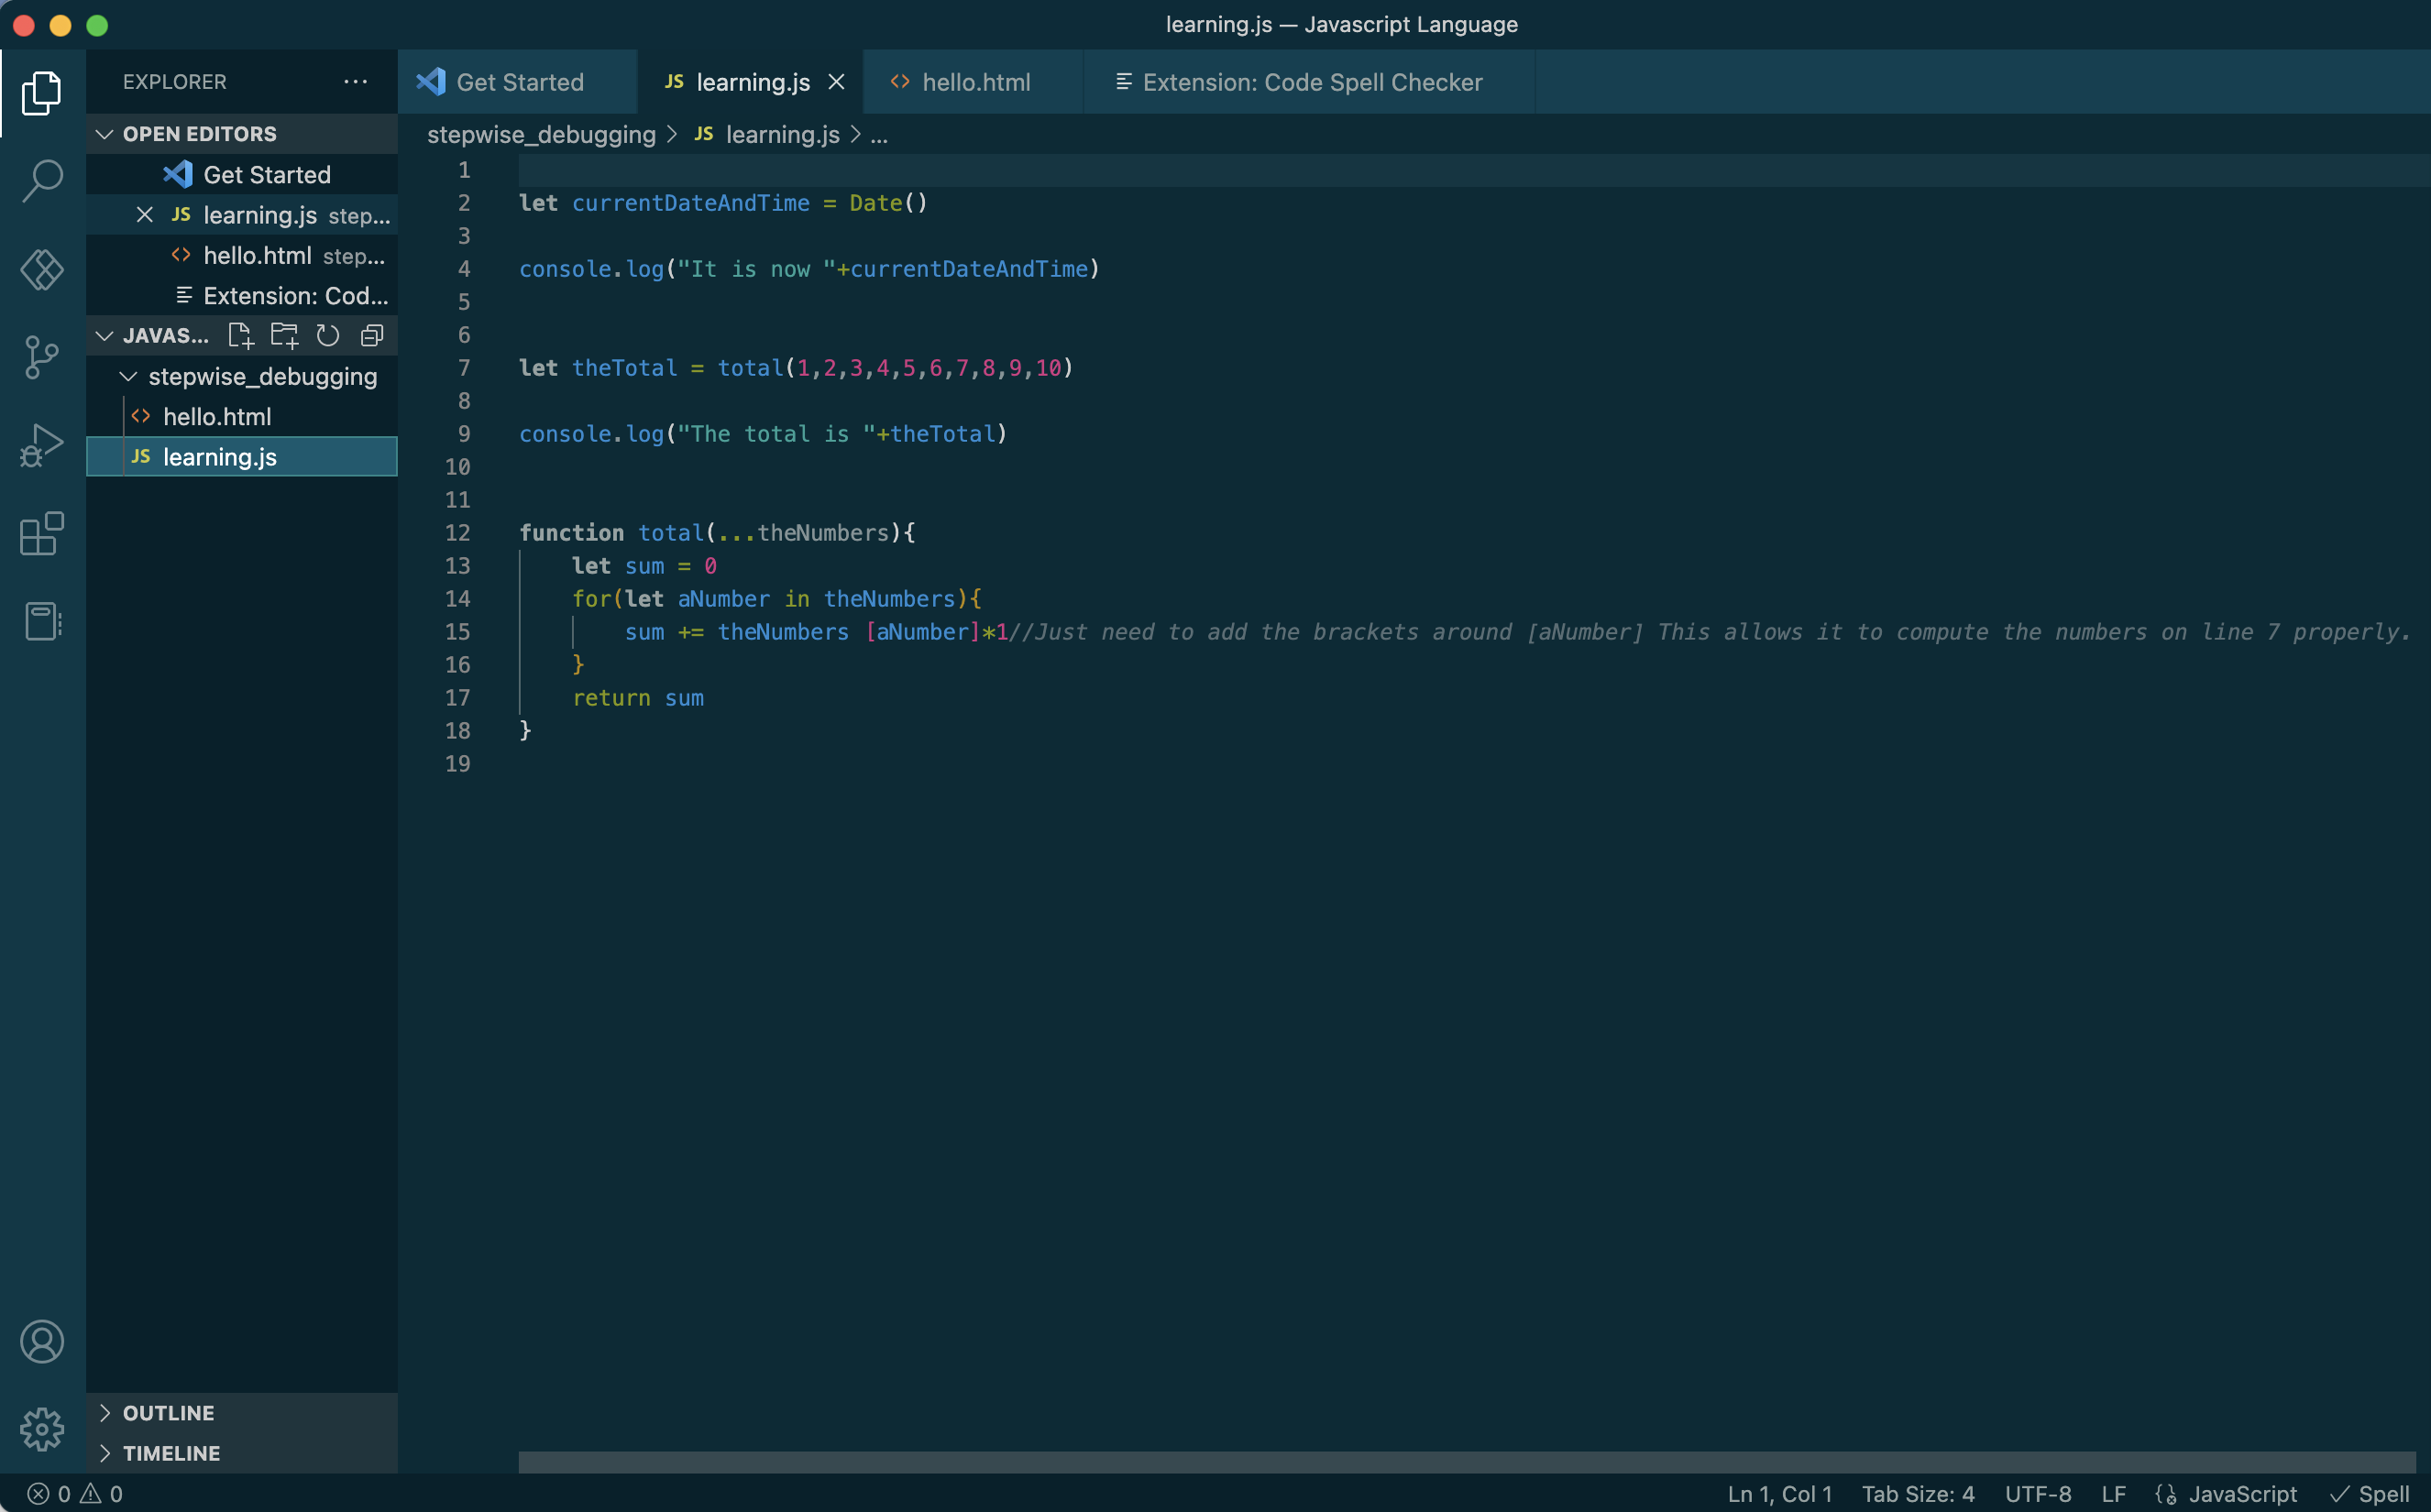 learning.js — Javascript Language
EXPLORER ...
Get Started
JS learning.js
<> hello.html
Extension: Code Spell Checker
OPEN EDITORS
Get Started
JS learning.js step...
<> hello.html step...
Extension: Cod...
JAVAS...
stepwise_debugging
<> hello.html
JS learning.js
OUTLINE
TIMELINE
stepwise_debugging > JS learning.js > ...
1
2 let currentDateAndTime = Date()
3
4 console.log("It is now "+currentDateAndTime)
5
6
7 let theTotal = total(1,2,3,4,5,6,7,8,9,10)
8
9 console.log("The total is "+theTotal)
10
11
12 function total(...theNumbers){
13 let sum = 0
14 for(let aNumber in theNumbers){
15 sum += theNumbers [aNumber]*1//Just need to add the brackets around [aNumber] This allows it to compute the numbers on line 7 properly.
16 }
17 return sum
18 }
19
0 0
Ln 1, Col 1 Tab Size: 4 UTF-8 LF JavaScript Spell